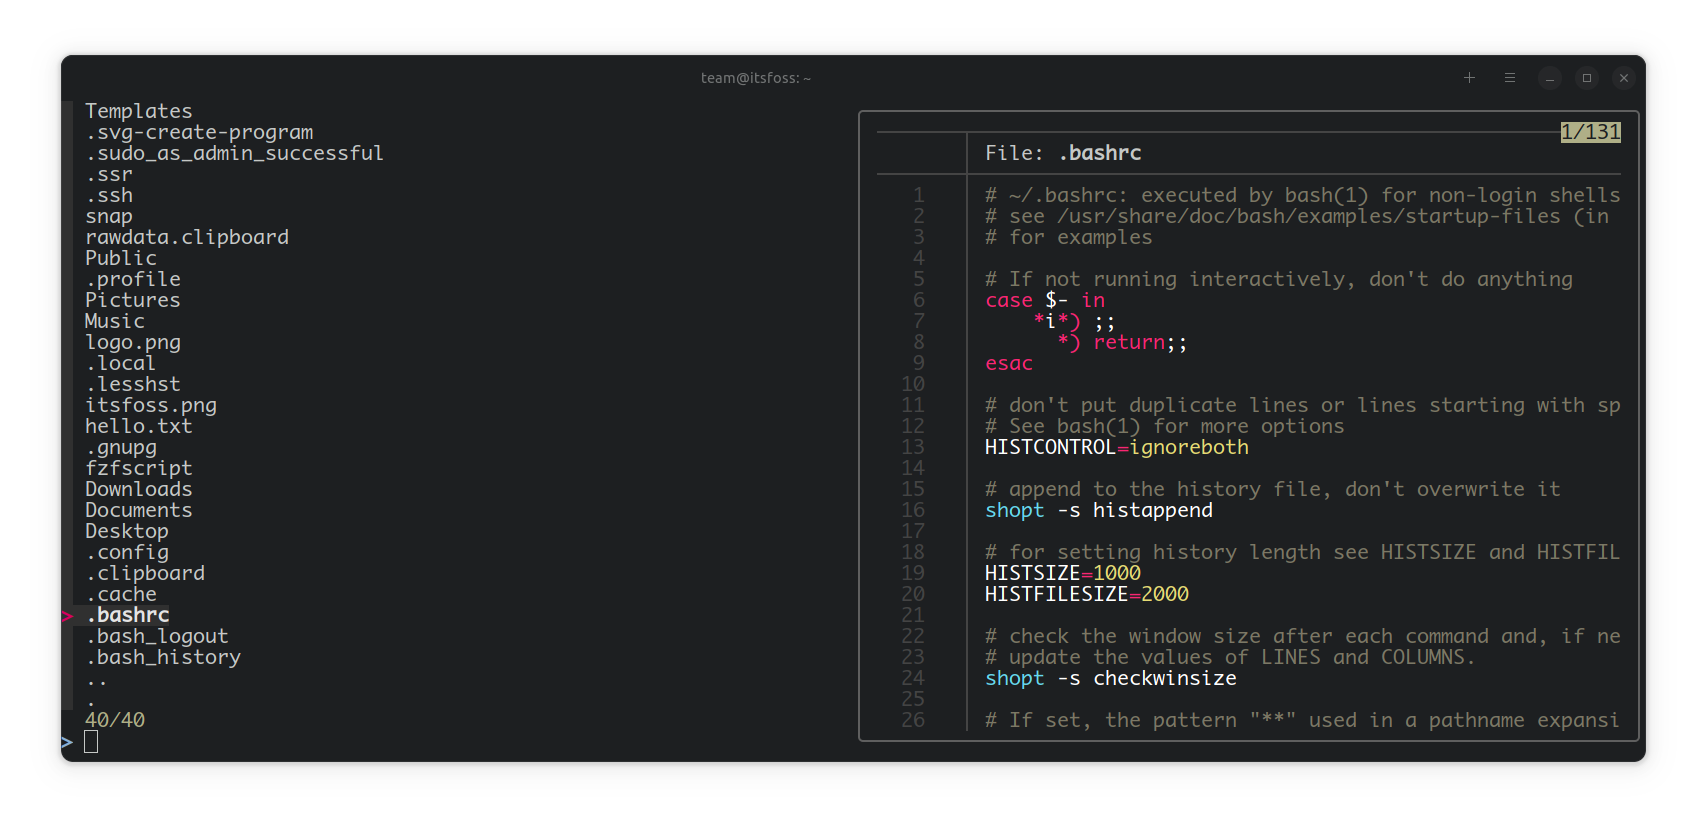 team@itsfoss: ~
Templates
.svg-create-program
.sudo_as_admin_successful
.ssr
.ssh
snap
rawdata.clipboard
Public
.profile
Pictures
Music
logo.png
.local
.lesshst
itsfoss.png
hello.txt
.gnupg
fzfscript
Downloads
Documents
Desktop
.config
.clipboard
.cache
> .bashrc
.bash_logout
.bash_history
..
.
40/40
>
1/131
File: .bashrc
1 # ~/.bashrc: executed by bash(1) for non-login shells
2 # see /usr/share/doc/bash/examples/startup-files (in
3 # for examples
4
5 # If not running interactively, don't do anything
6 case $- in
7     *i*) ;;
8       *) return;;
9 esac
10
11 # don't put duplicate lines or lines starting with sp
12 # See bash(1) for more options
13 HISTCONTROL=ignoreboth
14
15 # append to the history file, don't overwrite it
16 shopt -s histappend
17
18 # for setting history length see HISTSIZE and HISTFIL
19 HISTSIZE=1000
20 HISTFILESIZE=2000
21
22 # check the window size after each command and, if ne
23 # update the values of LINES and COLUMNS.
24 shopt -s checkwinsize
25
26 # If set, the pattern "**" used in a pathname expansi